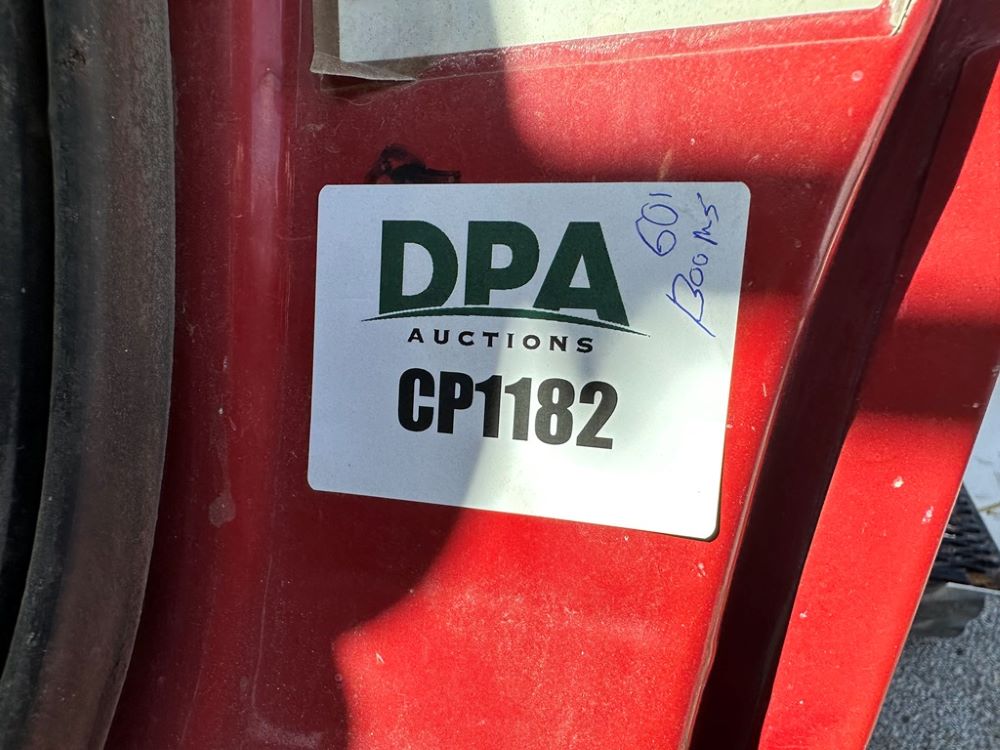 DPA
AUCTIONS
CP1182
601
Booms